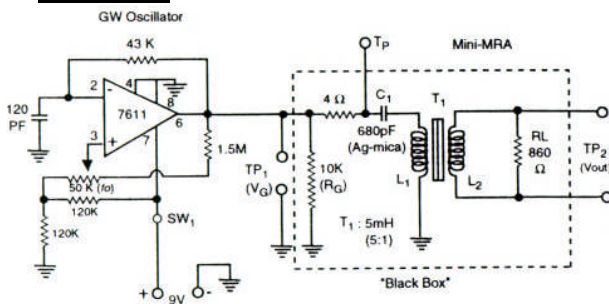 GW Oscillator
43 K
Tp
Mini-MRA
2
-
4
8
7611
6
3
+
7
120
PF
4 Ω
C1
680pF
(Ag-mica)
T1
L1
L2
RL
860
Ω
TP2
(Vout)
1.5M
TP1
(VG)
10K
(RG)
50 K (fo)
120K
SW1
T1 : 5mH
(5:1)
120K
+
9V
-
"Black Box"